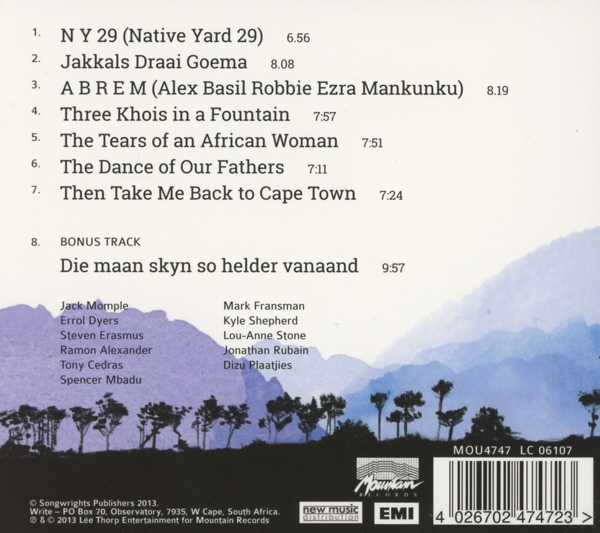 1. N Y 29 (Native Yard 29) 6.56
2. Jakkals Draai Goema 8.08
3. A B R E M (Alex Basil Robbie Ezra Mankunku) 8.19
4. Three Khois in a Fountain 7:57
5. The Tears of an African Woman 7:51
6. The Dance of Our Fathers 7:11
7. Then Take Me Back to Cape Town 7:24
8. BONUS TRACK
Die maan skyn so helder vanaand 9:57
Jack Momple
Errol Dyers
Steven Erasmus
Ramon Alexander
Tony Cedras
Spencer Mbadu
Mark Fransman
Kyle Shepherd
Lou-Anne Stone
Jonathan Rubain
Dizu Plaatjies
MOU4747 LC 06107
© Songwrights Publishers 2013.
Write – PO Box 70, Observatory, 7935, W Cape, South Africa.
℗ & © 2013 Lee Thorp Entertainment for Mountain Records
Mountain
RECORDS
new music
distribution
EMI
4 026702 474723 >